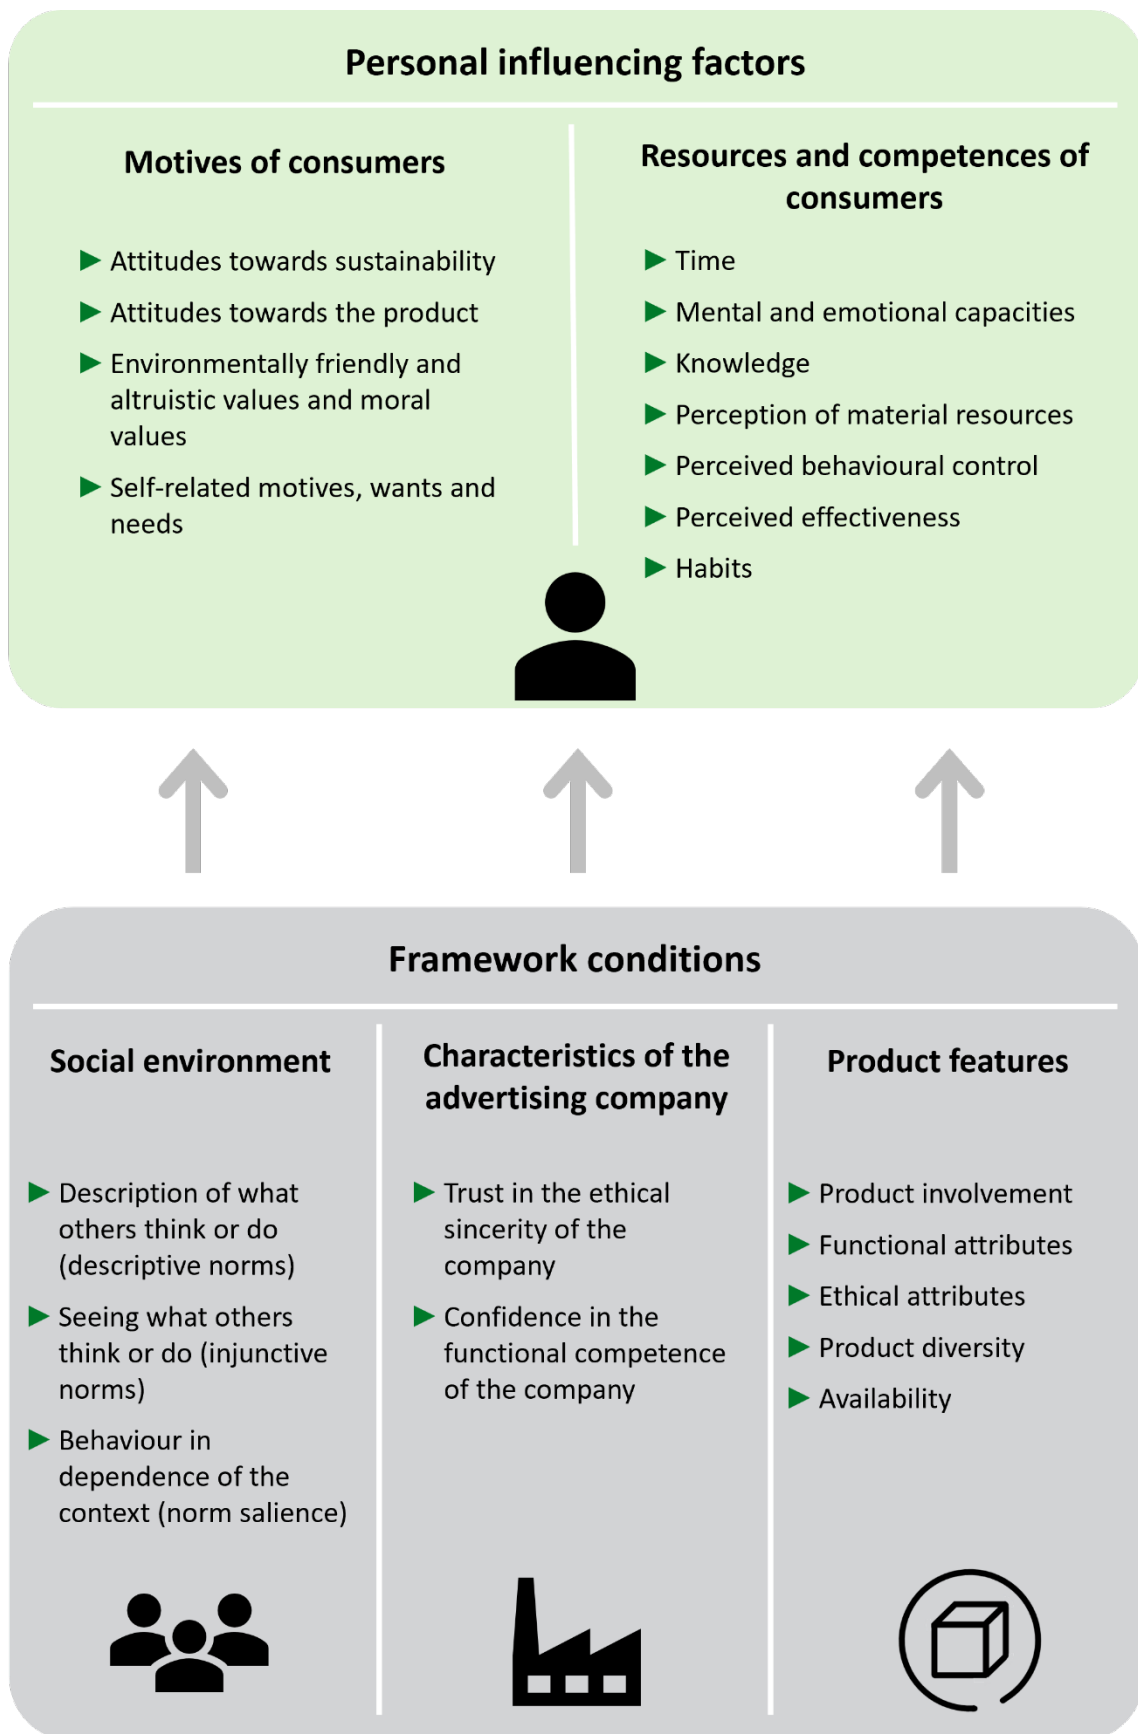 Personal influencing factors
Motives of consumers
Attitudes towards sustainability
Attitudes towards the product
Environmentally friendly and
altruistic values and moral
values
Self-related motives, wants and
needs
Resources and competences of
consumers
Time
Mental and emotional capacities
Knowledge
Perception of material resources
Perceived behavioural control
Perceived effectiveness
Habits
Framework conditions
Social environment
Description of what
others think or do
(descriptive norms)
Seeing what others
think or do (injunctive
norms)
Behaviour in
dependence of the
context (norm salience)
Characteristics of the
advertising company
Trust in the ethical
sincerity of the
company
Confidence in the
functional competence
of the company
Product features
Product involvement
Functional attributes
Ethical attributes
Product diversity
Availability